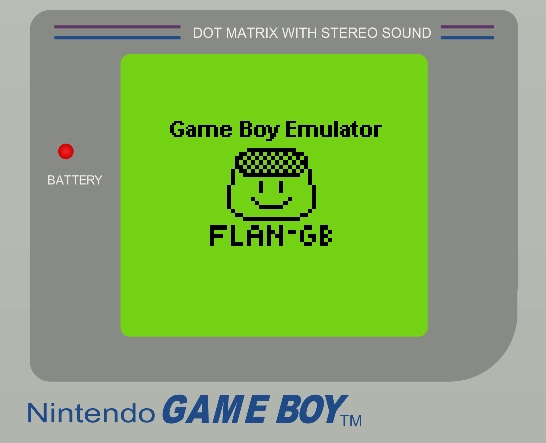 DOT MATRIX WITH STEREO SOUND
Game Boy Emulator
BATTERY
FLAN-GB
Nintendo GAME BOY TM